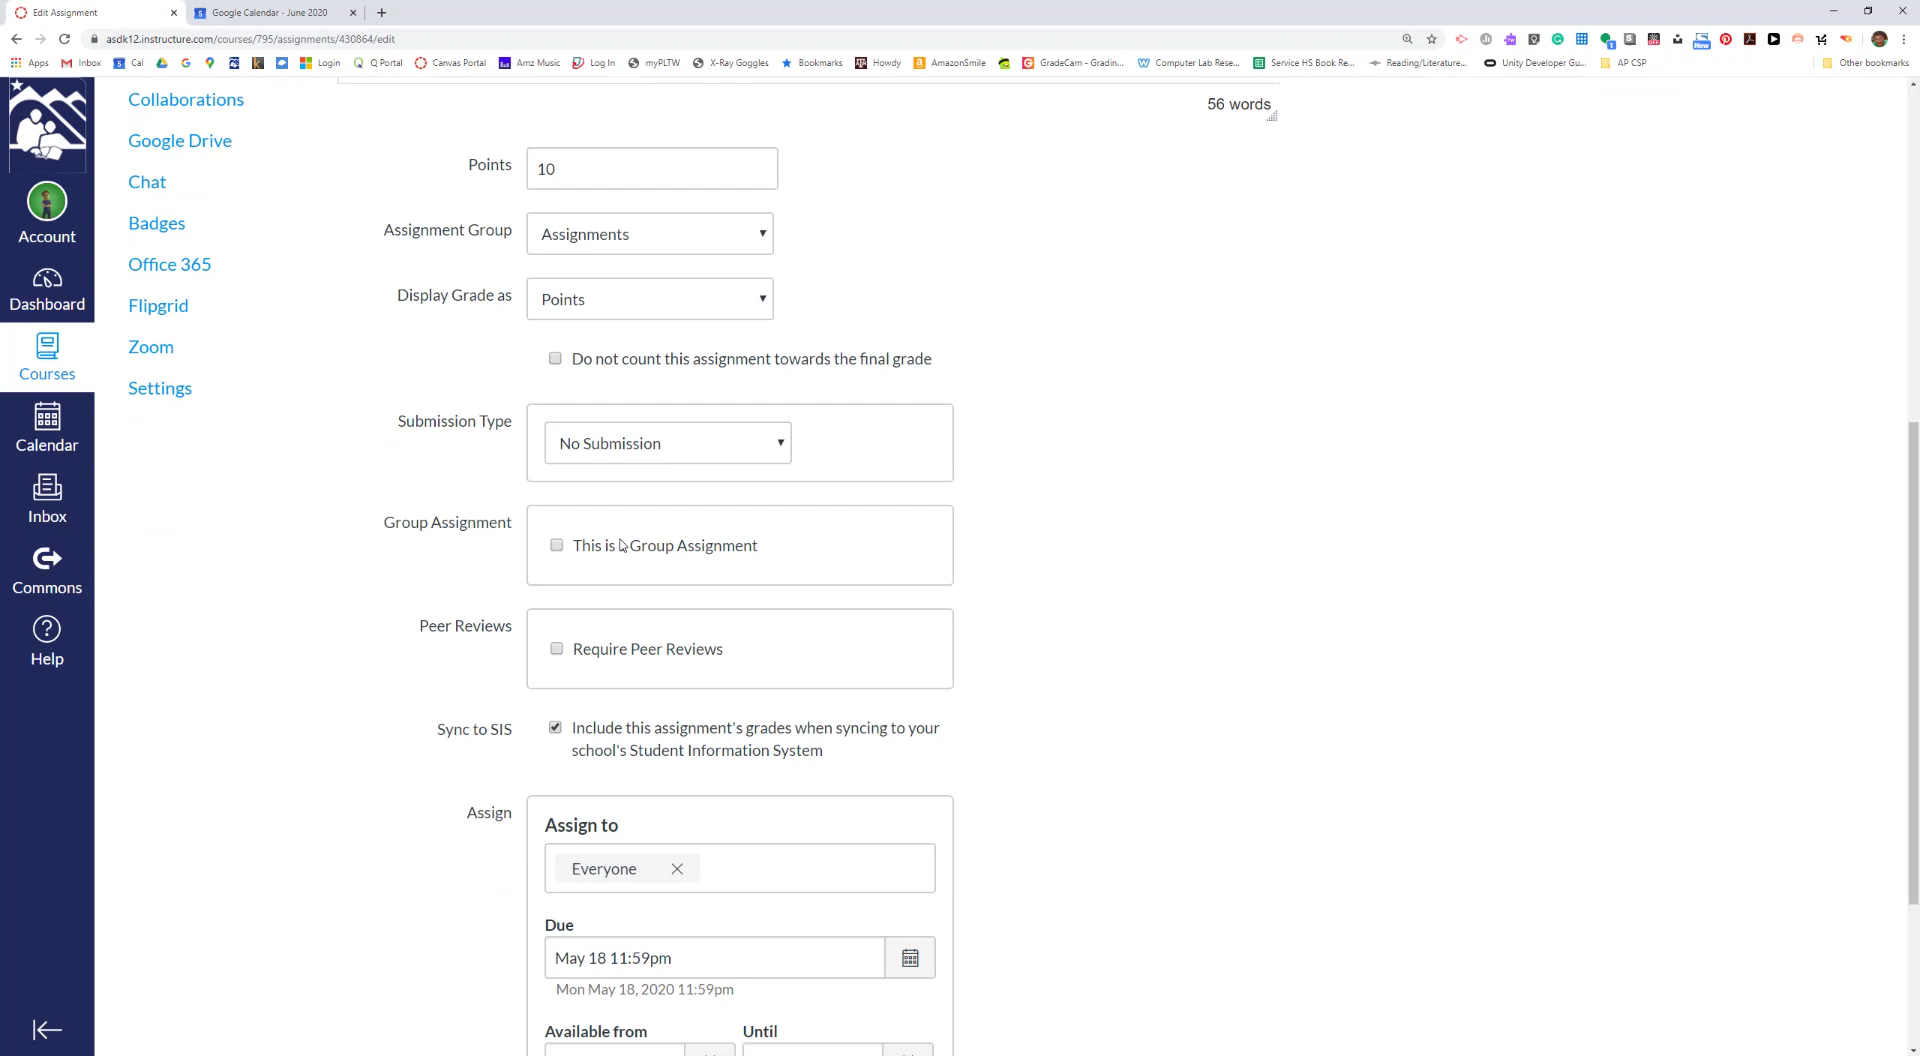 Edit Assignment
Google Calendar - June 2020
asdk12.instructure.com/courses/795/assignments/430864/edit
Apps Inbox Cal Login Q Portal Canvas Portal Amz Music Log In myPLTW X-Ray Goggles Bookmarks Howdy AmazonSmile GradeCam - Gradin... Computer Lab Rese... Service HS Book Re... Reading/Literature... Unity Developer Gu... AP CSP Other bookmarks
Account
Dashboard
Courses
Calendar
Inbox
Commons
Help
Collaborations
Google Drive
Chat
Badges
Office 365
Flipgrid
Zoom
Settings
56 words
Points 10
Assignment Group Assignments
Display Grade as Points
Do not count this assignment towards the final grade
Submission Type No Submission
Group Assignment This is Group Assignment
Peer Reviews Require Peer Reviews
Sync to SIS Include this assignment's grades when syncing to your
school's Student Information System
Assign
Assign to
Everyone
Due
May 18 11:59pm
Mon May 18, 2020 11:59pm
Available from Until